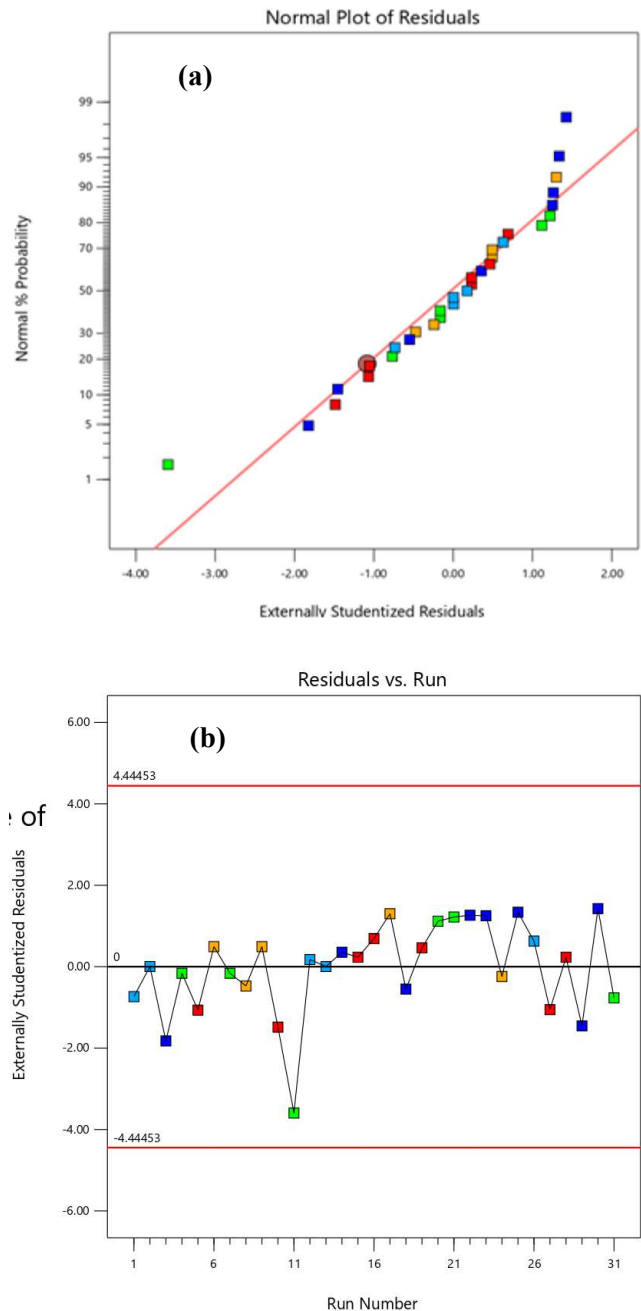 Normal Plot of Residuals
(a)
99
95
90
80
70
50
30
20
10
5
1
Normal % Probability
-4.00 -3.00 -2.00 -1.00 0.00 1.00 2.00
Externally Studentized Residuals
Residuals vs. Run
(b)
6.00
4.44453
4.00
e of
2.00
0
0.00
-2.00
-4.00
-4.44453
-6.00
Externally Studentized Residuals
1 6 11 16 21 26 31
Run Number